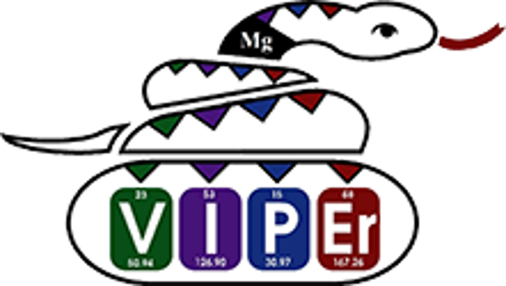 Mg
23 53 15 68
V I P Er
50.94 126.90 30.97 167.26